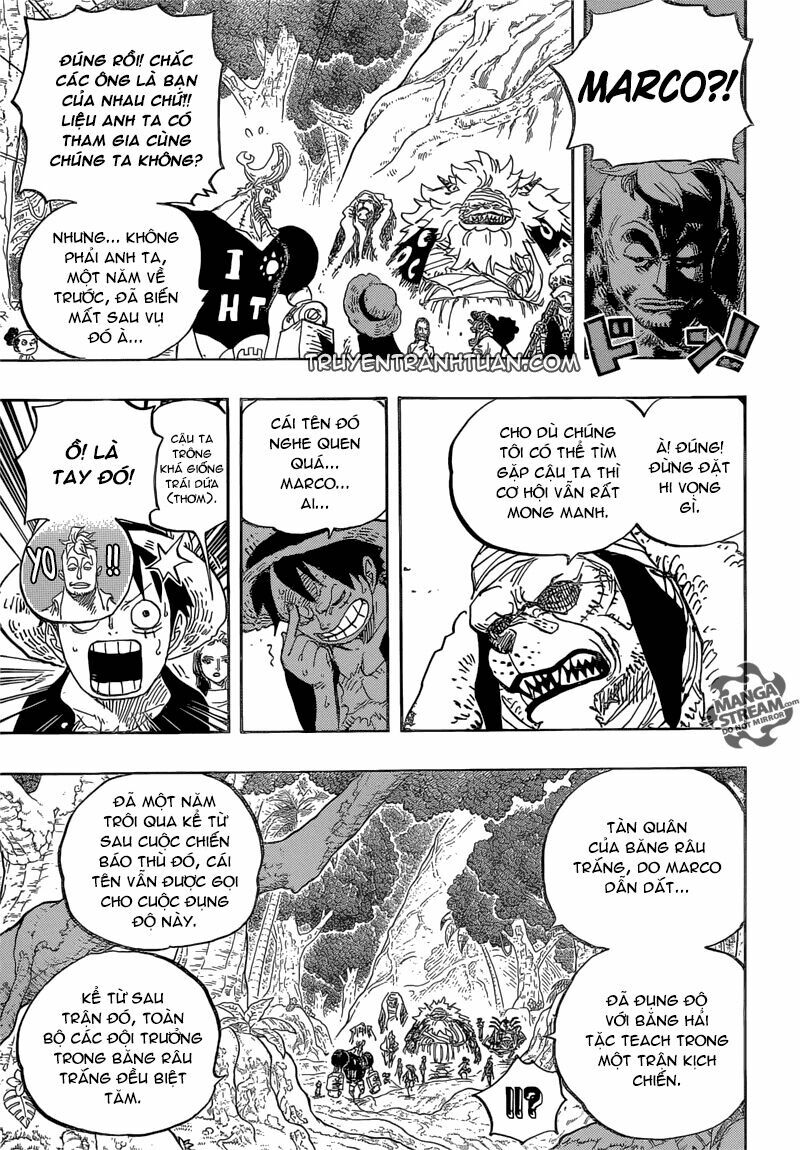 MARCO?!
ĐÚNG RỒI! CHẮC
CÁC ÔNG LÀ BẠN
CỦA NHAU CHỨ!!
LIỆU ANH TA CÓ
THAM GIA CÙNG
CHÚNG TA KHÔNG?
NHƯNG... KHÔNG
PHẢI ANH TA,
MỘT NĂM VỀ
TRƯỚC, ĐÃ BIẾN
MẤT SAU VỤ
ĐÓ À...
ドン!!
TRUYENTRANHTUAN.COM
À! ĐÚNG!
ĐỪNG ĐẶT
HI VỌNG
GÌ.
CHO DÙ CHÚNG
TÔI CÓ THỂ TÌM
GẶP CẬU TA THÌ
CƠ HỘI VẪN RẤT
MONG MANH.
CÁI TÊN ĐÓ
NGHE QUEN
QUÁ...
MARCO...
AI...
CẬU TA
TRÔNG
KHÁ GIỐNG
TRÁI DỨA
(THƠM).
Ồ! LÀ
TAY ĐÓ!
YO !!
MANGA
STREAM.com
DO NOT MIRROR
TÀN QUÂN
CỦA BĂNG RÂU
TRẮNG, DO MARCO
DẪN DẮT...
ĐÃ ĐỤNG ĐỘ
VỚI BĂNG HẢI
TẶC TEACH TRONG
MỘT TRẬN KỊCH
CHIẾN.
!!?
ĐÃ MỘT NĂM
TRÔI QUA KỂ TỪ
SAU CUỘC CHIẾN
BÁO THÙ ĐÓ, CÁI
TÊN VẪN ĐƯỢC GỌI
CHO CUỘC ĐỤNG
ĐỘ NÀY.
KỂ TỪ SAU
TRẬN ĐÓ, TOÀN
BỘ CÁC ĐỘI TRƯỞNG
TRONG BĂNG RÂU
TRẮNG ĐỀU BIỆT
TĂM.